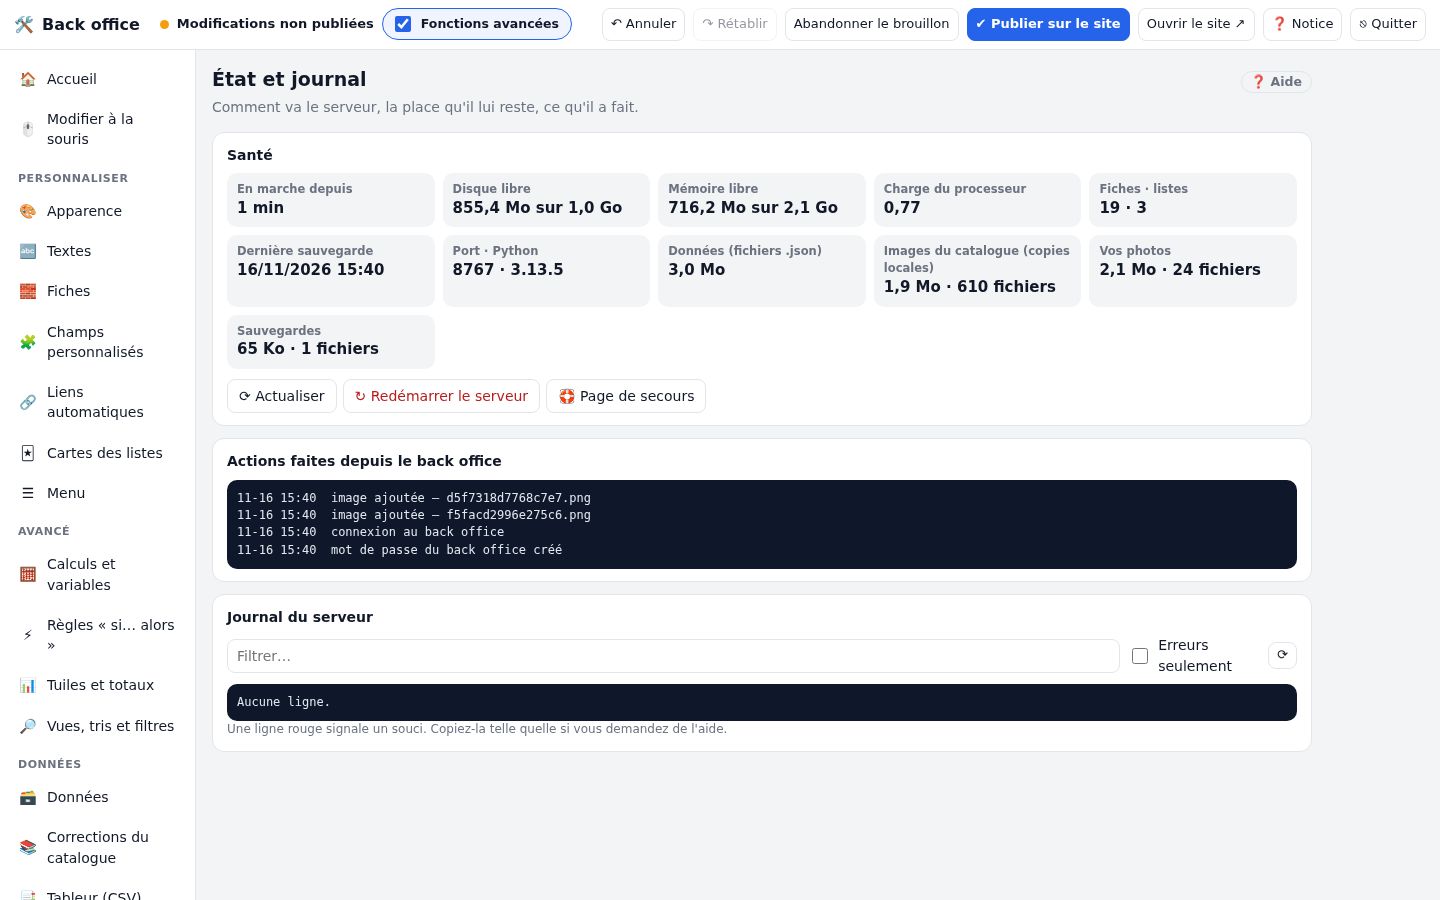 Back office
Modifications non publiées
Fonctions avancées
↶ Annuler
↷ Rétablir
Abandonner le brouillon
✓ Publier sur le site
Ouvrir le site ↗
❓ Notice
⎋ Quitter
Accueil
Modifier à la
souris
PERSONNALISER
Apparence
Textes
Fiches
Champs
personnalisés
Liens
automatiques
Cartes des listes
☰ Menu
AVANCÉ
Calculs et
variables
Règles « si… alors
»
Tuiles et totaux
Vues, tris et filtres
DONNÉES
Données
Corrections du
catalogue
Tableur (CSV)
État et journal
❓ Aide
Comment va le serveur, la place qu'il lui reste, ce qu'il a fait.
Santé
En marche depuis
1 min
Disque libre
855,4 Mo sur 1,0 Go
Mémoire libre
716,2 Mo sur 2,1 Go
Charge du processeur
0,77
Fiches · listes
19 · 3
Dernière sauvegarde
16/11/2026 15:40
Port · Python
8767 · 3.13.5
Données (fichiers .json)
3,0 Mo
Images du catalogue (copies
locales)
1,9 Mo · 610 fichiers
Vos photos
2,1 Mo · 24 fichiers
Sauvegardes
65 Ko · 1 fichiers
⟳ Actualiser
↻ Redémarrer le serveur
Page de secours
Actions faites depuis le back office
11-16 15:40  image ajoutée — d5f7318d7768c7e7.png
11-16 15:40  image ajoutée — f5facd2996e275c6.png
11-16 15:40  connexion au back office
11-16 15:40  mot de passe du back office créé
Journal du serveur
Filtrer…
Erreurs
seulement
⟳
Aucune ligne.
Une ligne rouge signale un souci. Copiez-la telle quelle si vous demandez de l'aide.